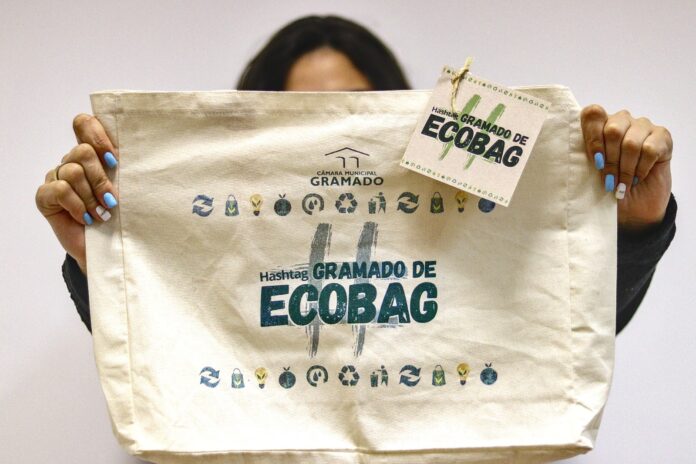 Hashtag GRAMADO DE
ECOBAG
CÂMARA MUNICIPAL
GRAMADO
Hashtag GRAMADO DE
ECOBAG